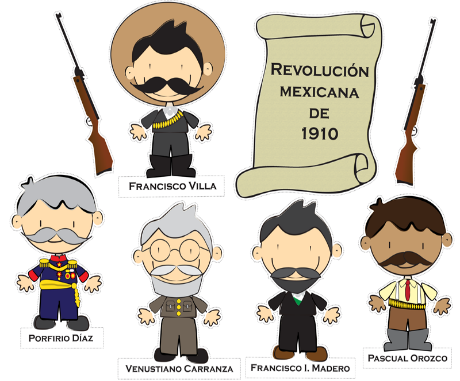 REVOLUCIÓN
MEXICANA
DE
1910
FRANCISCO VILLA
PORFIRIO DÍAZ
VENUSTIANO CARRANZA
FRANCISCO I. MADERO
PASCUAL OROZCO